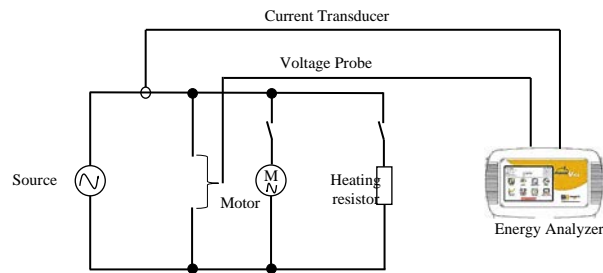 Current Transducer
Voltage Probe
Source
M
Motor
Heating
resistor
Energy Analyzer